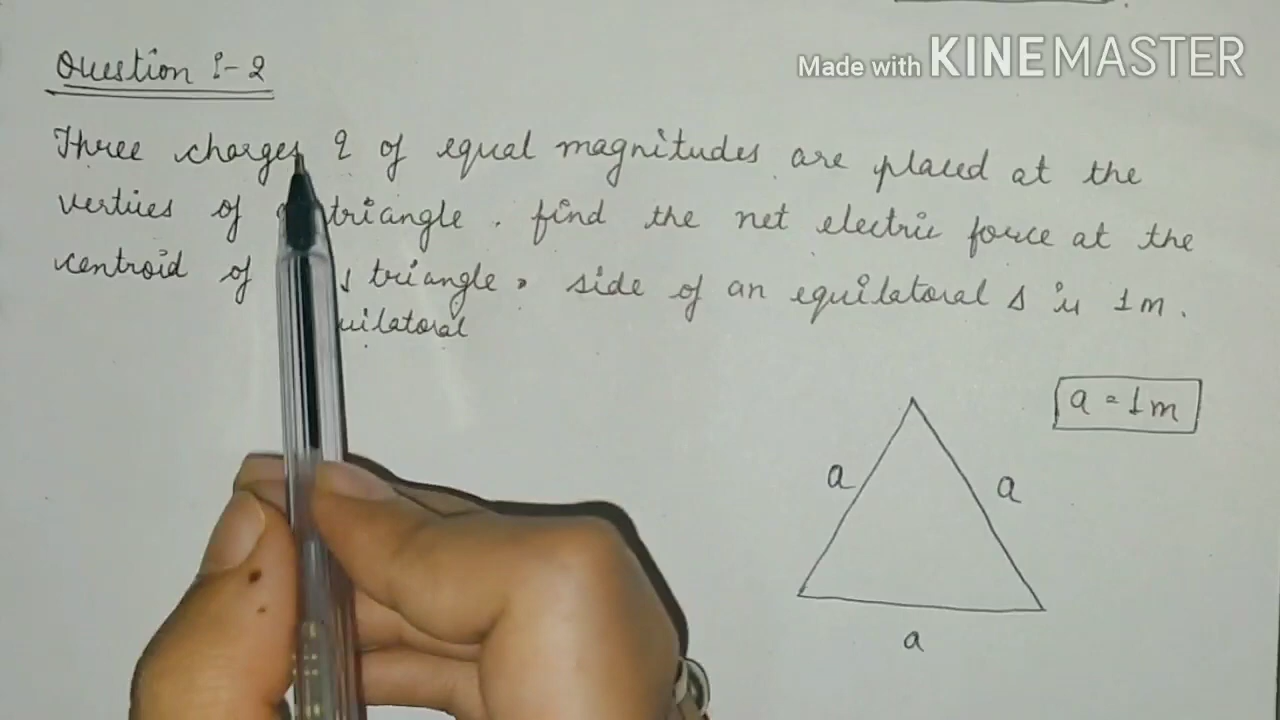 Made with KINEMASTER
Question :- 2
Three charges q of equal magnitudes are placed at the
vertices of triangle. find the net electric force at the
centroid of triangle. side of an equilatoral Δ is 1m.
uilatoral
a = 1m
a
a
a